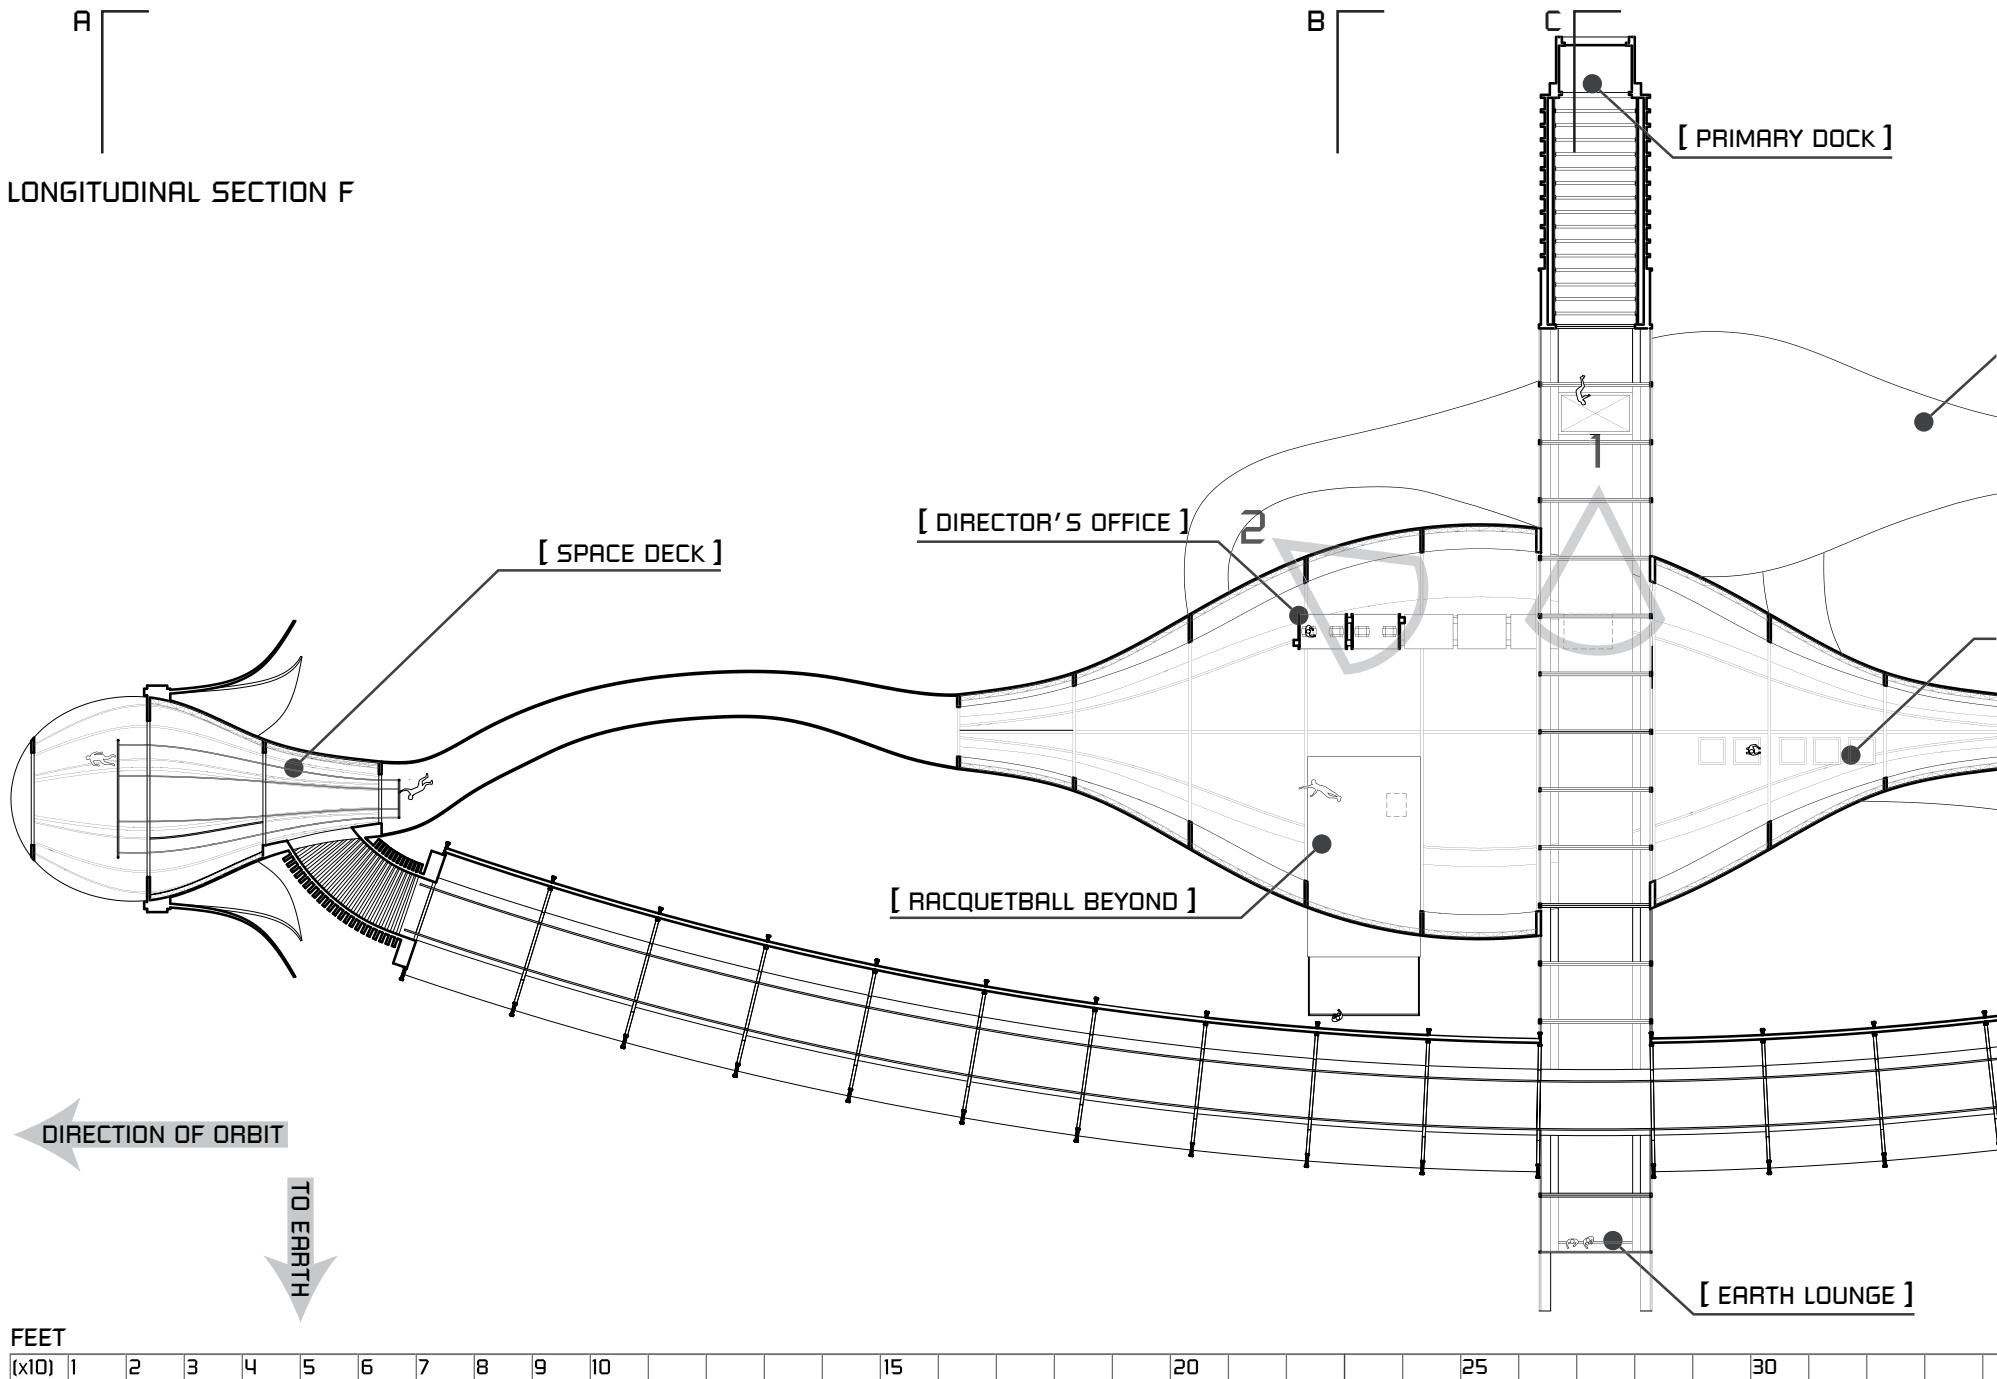 A
B
C
[ PRIMARY DOCK ]
LONGITUDINAL SECTION F
1
[ DIRECTOR'S OFFICE ]
2
[ SPACE DECK ]
[ RACQUETBALL BEYOND ]
DIRECTION OF ORBIT
TO EARTH
[ EARTH LOUNGE ]
FEET
(x10) 1 2 3 4 5 6 7 8 9 10 15 20 25 30